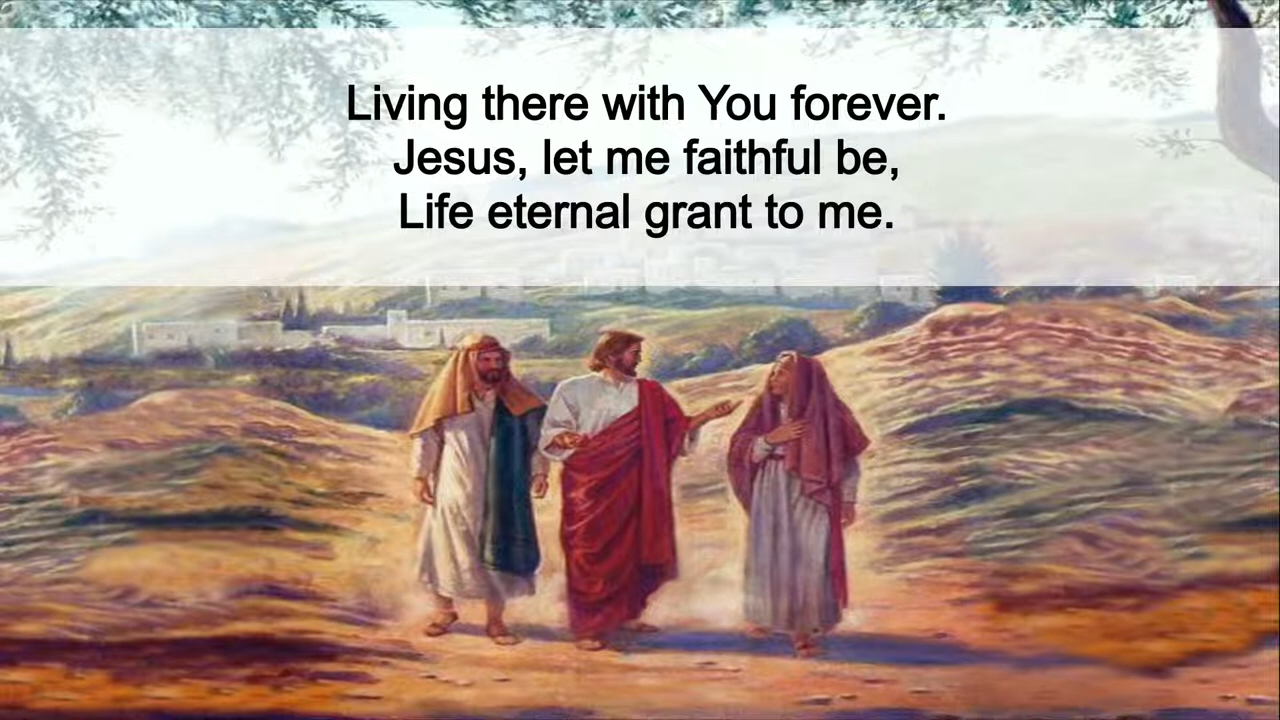 Living there with You forever.
Jesus, let me faithful be,
Life eternal grant to me.